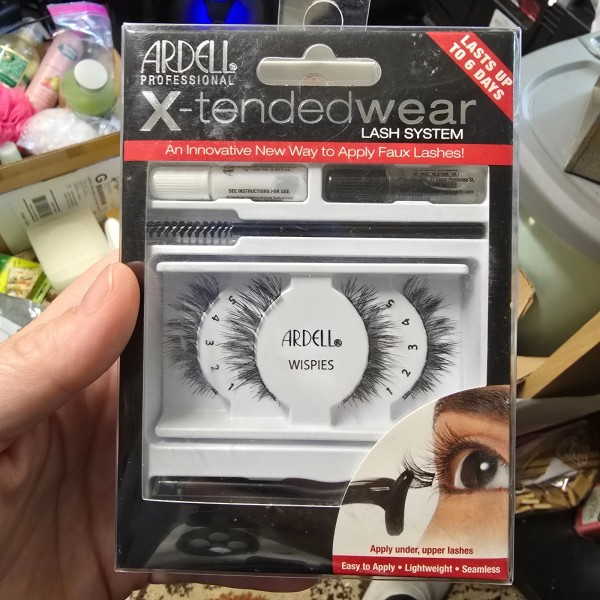 ARDELL®
PROFESSIONAL
LASTS UP
TO 6 DAYS
X-tendedwear
LASH SYSTEM
An Innovative New Way to Apply Faux Lashes!
SEE INSTRUCTIONS FOR USE.
5 5
4 4
3 3
2 2
1 1
ARDELL®
WISPIES
Apply under, upper lashes
Easy to Apply • Lightweight • Seamless